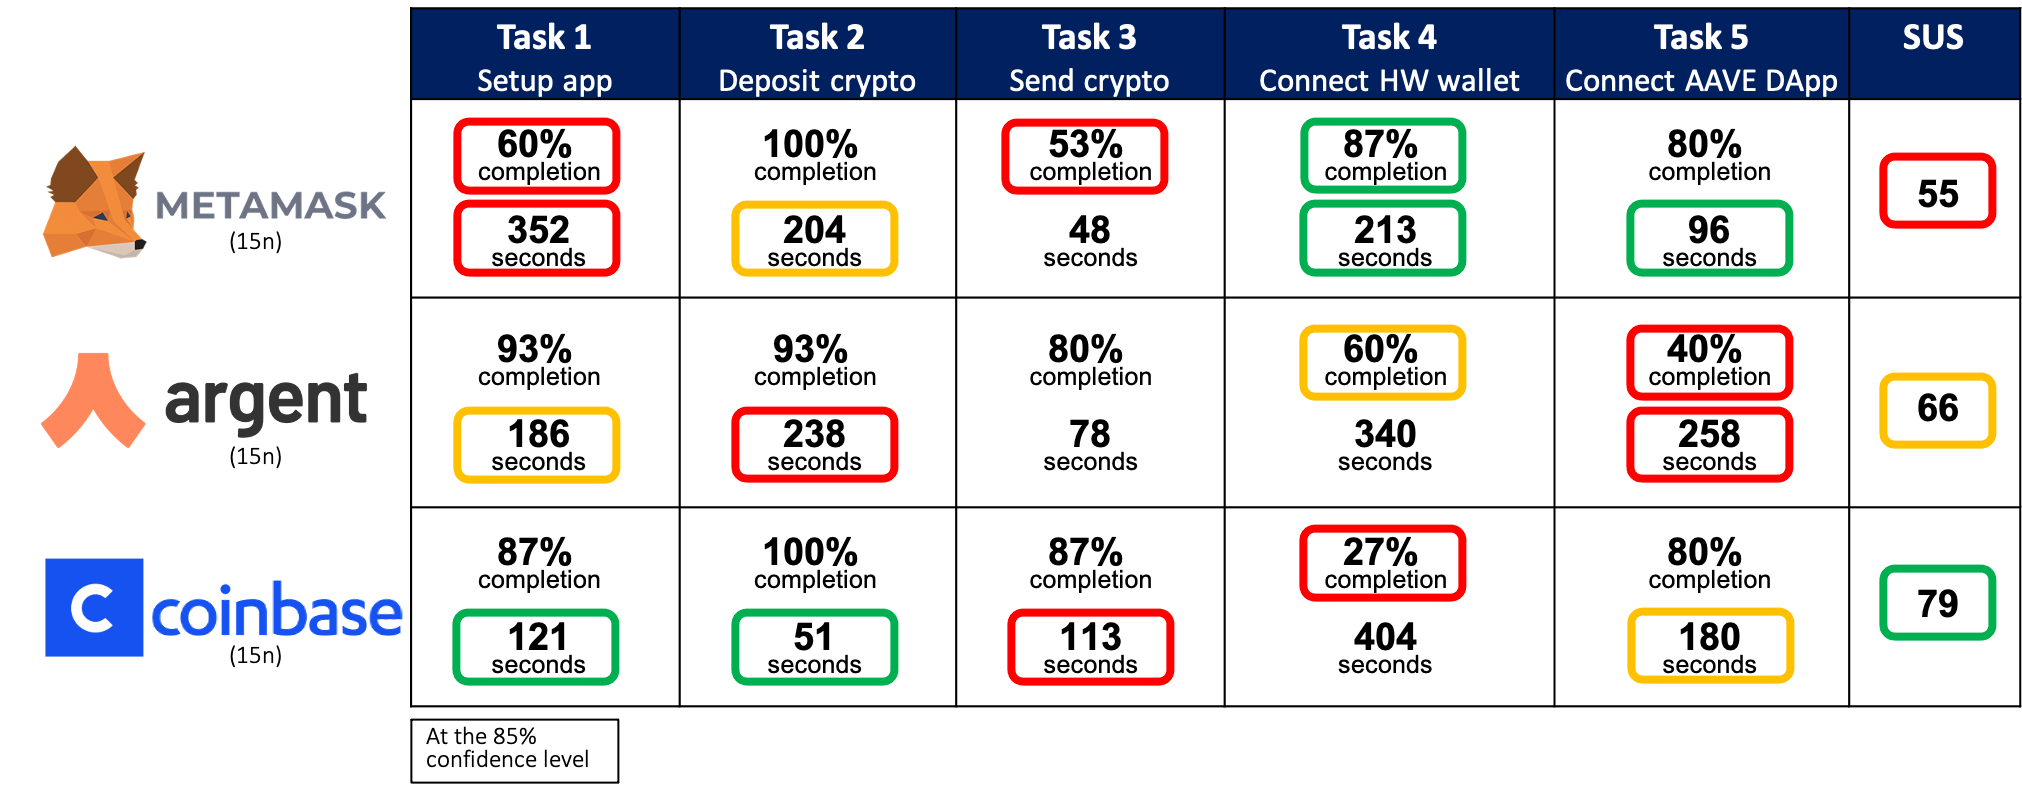 Task 1 Task 2 Task 3 Task 4 Task 5 SUS
Setup app Deposit crypto Send crypto Connect HW wallet Connect AAVE DApp
METAMASK
(15n)
60% 100% 53% 87% 80%
completion completion completion completion completion
55
352 204 48 213 96
seconds seconds seconds seconds seconds
argent
(15n)
93% 93% 80% 60% 40%
completion completion completion completion completion
66
186 238 78 340 258
seconds seconds seconds seconds seconds
C coinbase
(15n)
87% 100% 87% 27% 80%
completion completion completion completion completion
79
121 51 113 404 180
seconds seconds seconds seconds seconds
At the 85%
confidence level